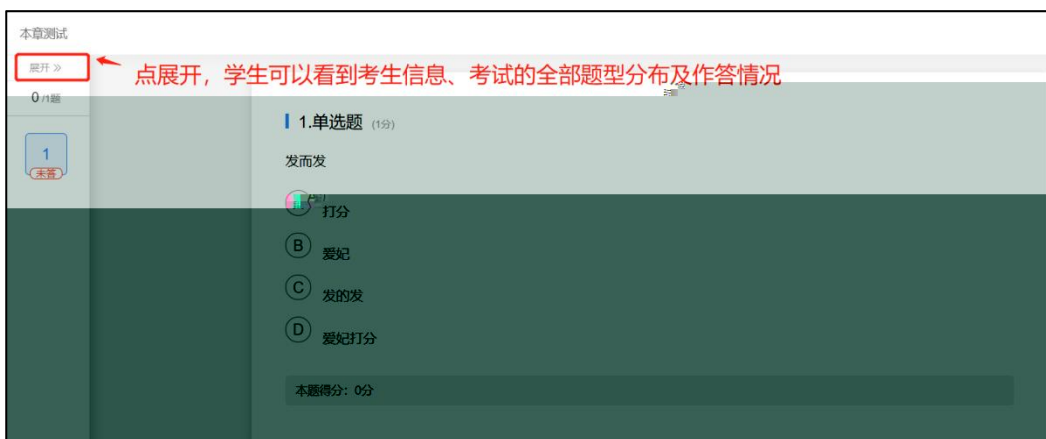 本章测试
展开 »
点展开，学生可以看到考生信息、考试的全部题型分布及作答情况
0/1题
1.单选题 (1分)
1
未答
发而发
打分
B 爱妃
C 发的发
D 爱妃打分
本题得分：0分